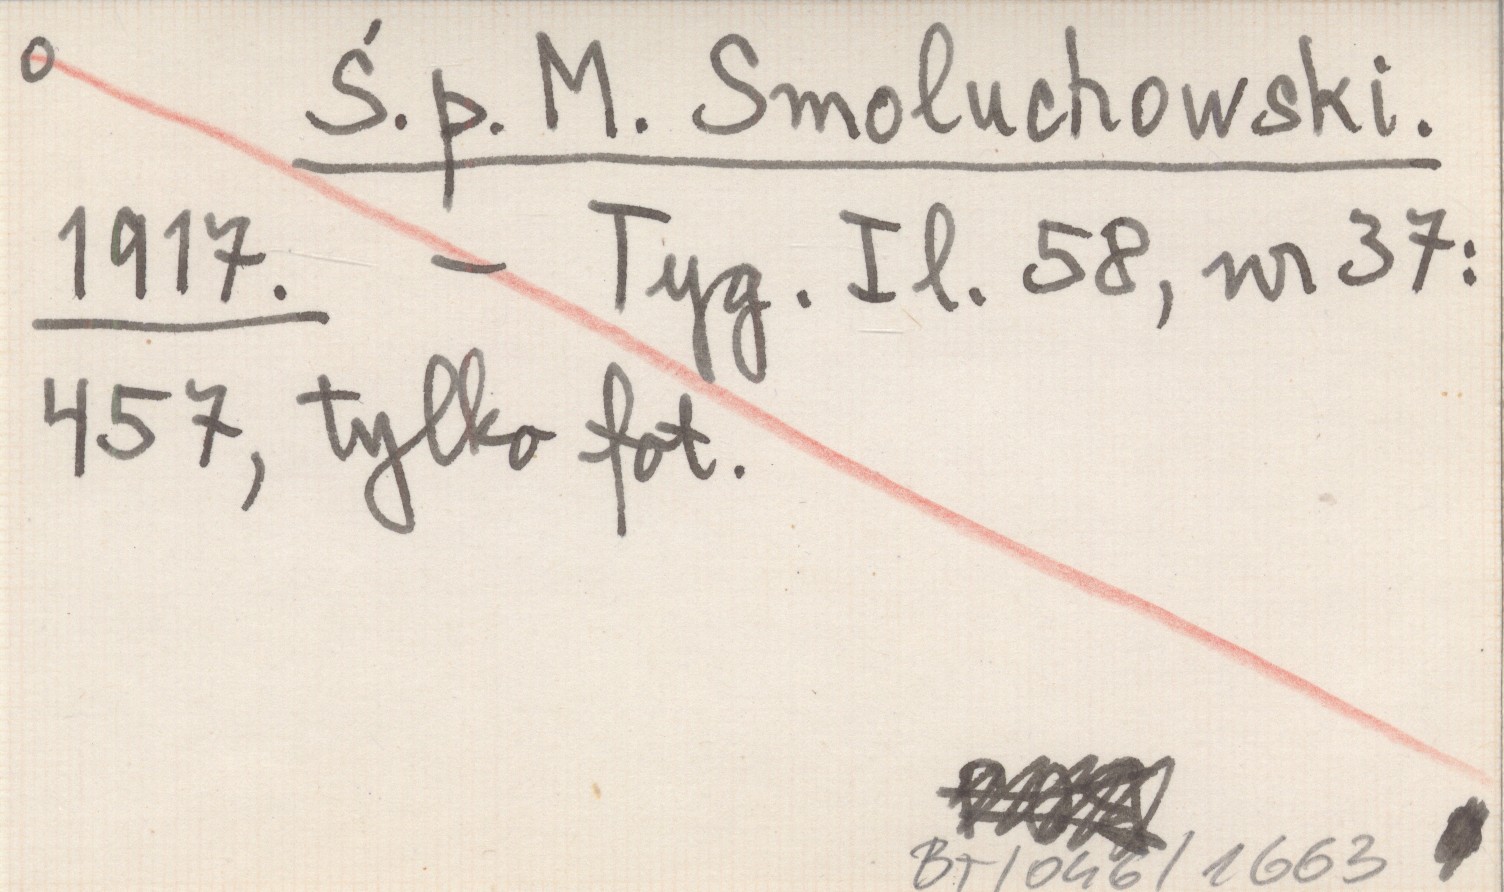 o Ś.p. M. Smoluchowski.
1917. – Tyg. Il. 58, nr 37:
457, tylko fot.
BT/046/1663